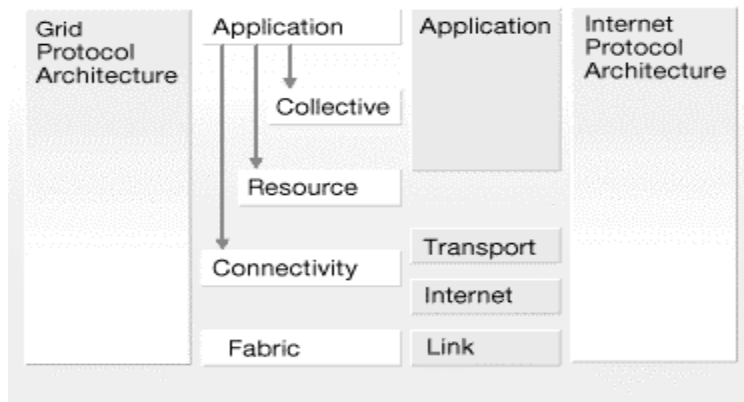 Grid
Protocol
Architecture
Application
Collective
Resource
Connectivity
Fabric
Application
Transport
Internet
Link
Internet
Protocol
Architecture